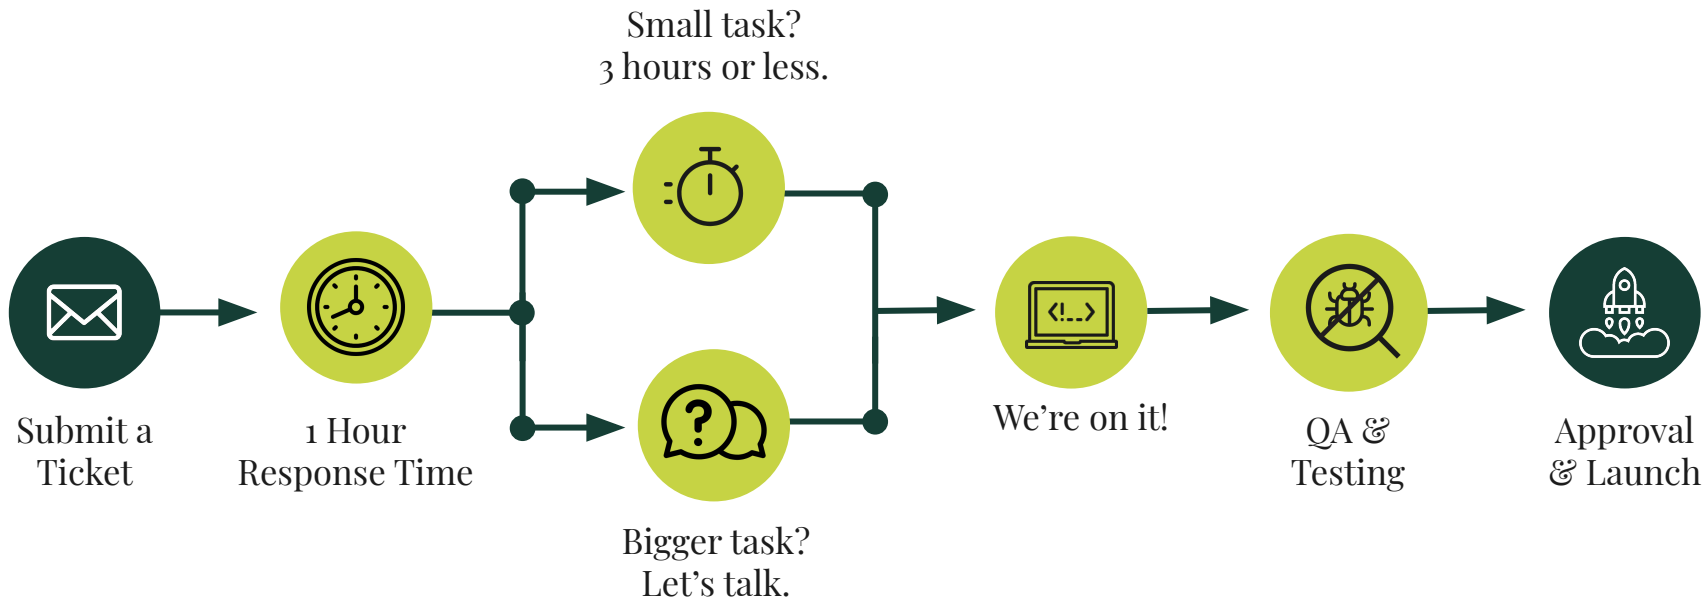 Submit a
Ticket
1 Hour
Response Time
Small task?
3 hours or less.
Bigger task?
Let’s talk.
<!__>
We’re on it!
QA &
Testing
Approval
& Launch